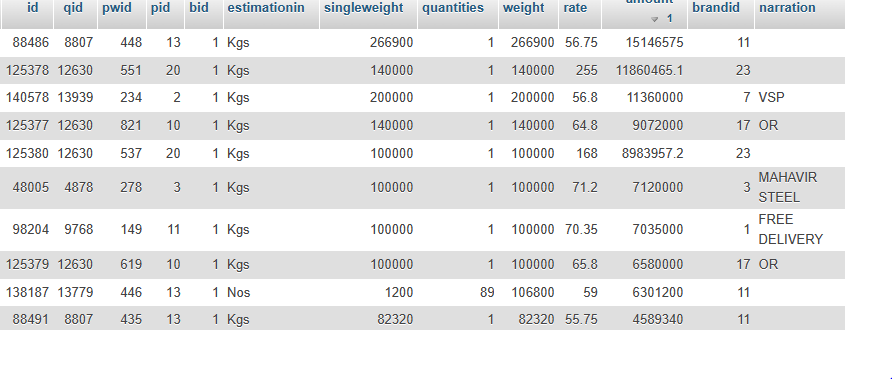 id qid pwid pid bid estimationin singleweight quantities weight rate amount 1 brandid narration
88486 8807 448 13 1 Kgs 266900 1 266900 56.75 15146575 11
125378 12630 551 20 1 Kgs 140000 1 140000 255 11860465.1 23
140578 13939 234 2 1 Kgs 200000 1 200000 56.8 11360000 7 VSP
125377 12630 821 10 1 Kgs 140000 1 140000 64.8 9072000 17 OR
125380 12630 537 20 1 Kgs 100000 1 100000 168 8983957.2 23
48005 4878 278 3 1 Kgs 100000 1 100000 71.2 7120000 3 MAHAVIR
STEEL
98204 9768 149 11 1 Kgs 100000 1 100000 70.35 7035000 1 FREE
DELIVERY
125379 12630 619 10 1 Kgs 100000 1 100000 65.8 6580000 17 OR
138187 13779 446 13 1 Nos 1200 89 106800 59 6301200 11
88491 8807 435 13 1 Kgs 82320 1 82320 55.75 4589340 11